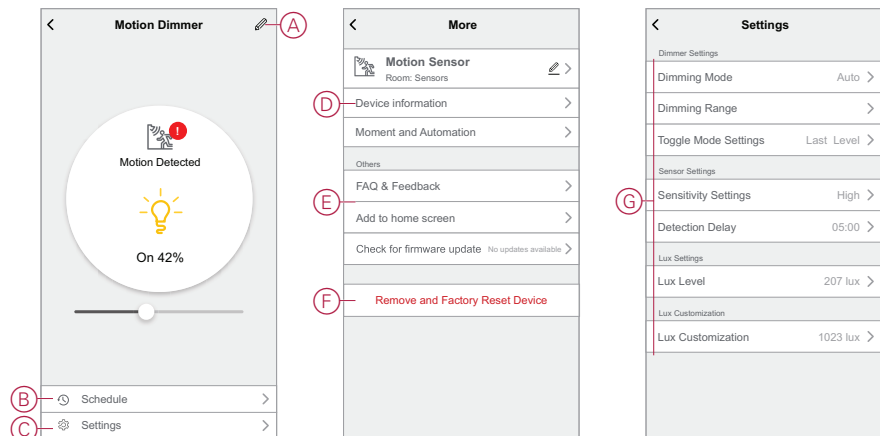 Motion Dimmer
A
!
Motion Detected
On 42%
B
Schedule
C
Settings
More
Motion Sensor
Room: Sensors
D
Device information
Moment and Automation
Others
FAQ & Feedback
E
Add to home screen
Check for firmware update No updates available
F
Remove and Factory Reset Device
Settings
Dimmer Settings
Dimming Mode Auto
Dimming Range
Toggle Mode Settings Last Level
Sensor Settings
G
Sensitivity Settings High
Detection Delay 05:00
Lux Settings
Lux Level 207 lux
Lux Customization
Lux Customization 1023 lux